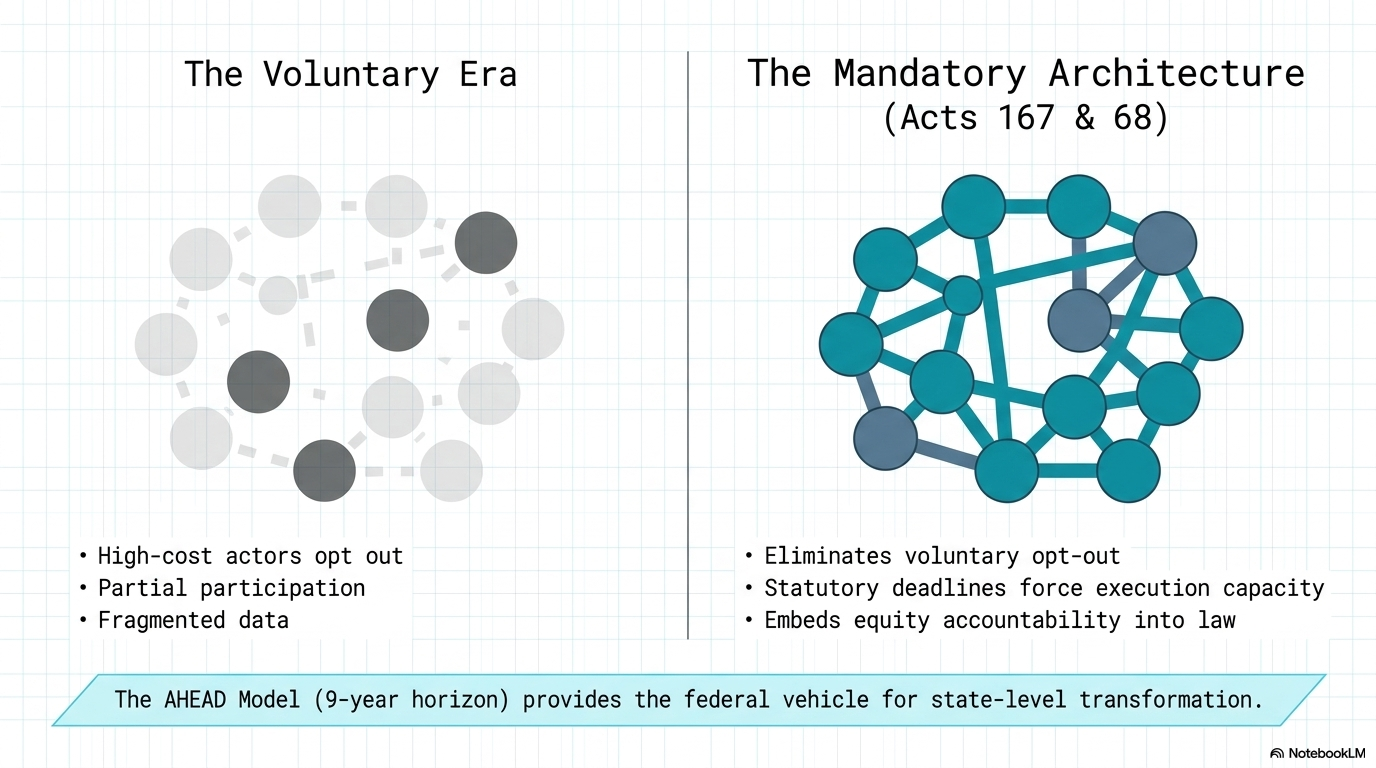 The Voluntary Era
The Mandatory Architecture
(Acts 167 & 68)
• High-cost actors opt out
• Partial participation
• Fragmented data
• Eliminates voluntary opt-out
• Statutory deadlines force execution capacity
• Embeds equity accountability into law
The AHEAD Model (9-year horizon) provides the federal vehicle for state-level transformation.
NotebookLM